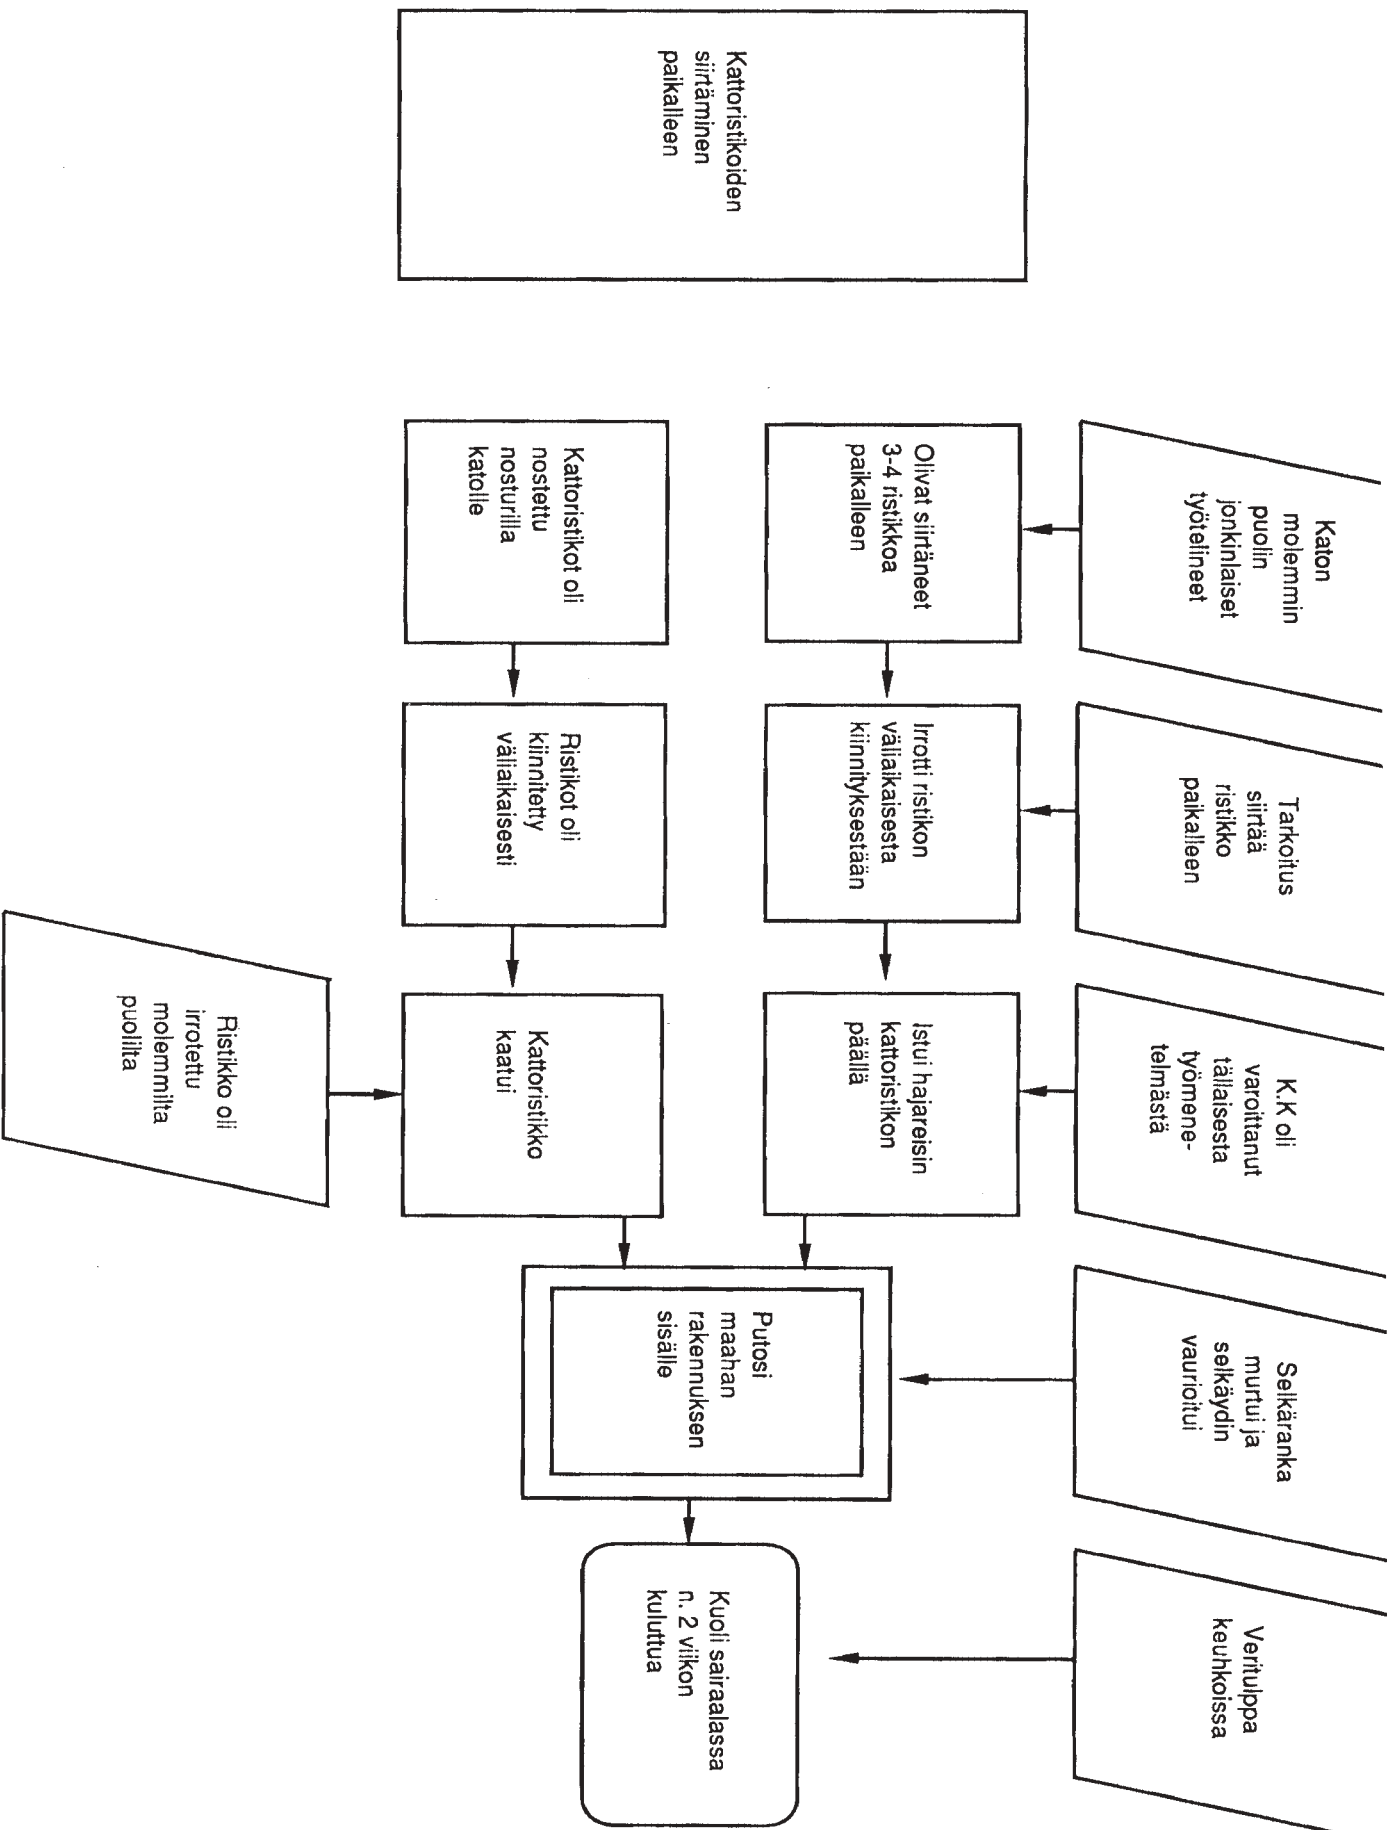 Kattoristikoiden
siirtäminen
paikalleen
Katon
molemmin
puolin
jonkinlaiset
työtelineet
Tarkoitus
siirtää
ristikko
paikalleen
K.K oli
varoittanut
tällaisesta
työmene-
telmästä
Selkäranka
murtui ja
selkäydin
vaurioitui
Veritulppa
keuhkoissa
Olivat siirtäneet
3-4 ristikkoa
paikalleen
Irrotti ristikon
väliaikaisesta
kiinnityksestään
Istui hajareisin
kattoristikon
päällä
Putosi
maahan
rakennuksen
sisälle
Kuoli sairaalassa
n. 2 viikon
kuluttua
Kattoristikot oli
nostettu
nosturilla
katolle
Ristikot oli
kiinnitetty
väliaikaisesti
Kattoristikko
kaatui
Ristikko oli
irrotettu
molemmilta
puolilta